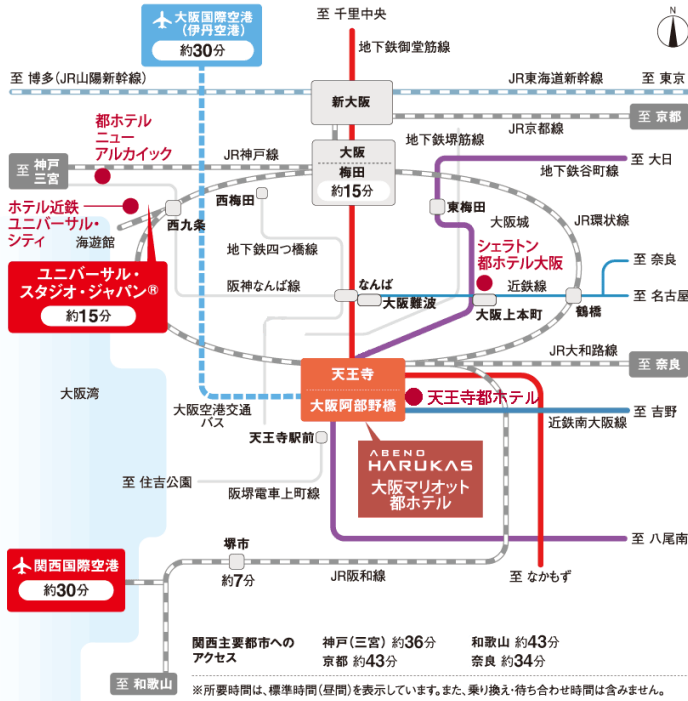 至 千里中央
N
大阪国際空港
(伊丹空港)
約30分
地下鉄御堂筋線
至 博多(JR山陽新幹線)
JR東海道新幹線
至 東京
新大阪
至 京都
JR京都線
地下鉄堺筋線
都ホテル
ニュー
アルカイック
大阪
梅田
約15分
至 大日
JR神戸線
地下鉄谷町線
至 神戸
三宮
ホテル近鉄
ユニバーサル・
シティ
西梅田
東梅田
西九条
大阪城
JR環状線
海遊館
地下鉄四つ橋線
シェラトン
都ホテル大阪
ユニバーサル・
スタジオ・ジャパン®
約15分
阪神なんば線
なんば
近鉄線
至 奈良
至 名古屋
大阪難波
大阪上本町
鶴橋
JR大和路線
至 奈良
天王寺
大阪阿部野橋
大阪湾
天王寺都ホテル
大阪空港交通
バス
至 吉野
近鉄南大阪線
天王寺駅前
ABENO
HARUKAS
大阪マリオット
都ホテル
至 住吉公園
阪堺電車上町線
至 八尾南
堺市
関西国際空港
約30分
約7分
JR阪和線
至 なかもず
関西主要都市への
アクセス
神戸(三宮) 約36分
和歌山 約43分
京都 約43分
奈良 約34分
至 和歌山
※所要時間は、標準時間(昼間)を表示しています。また、乗り換え・待ち合わせ時間は含みません。